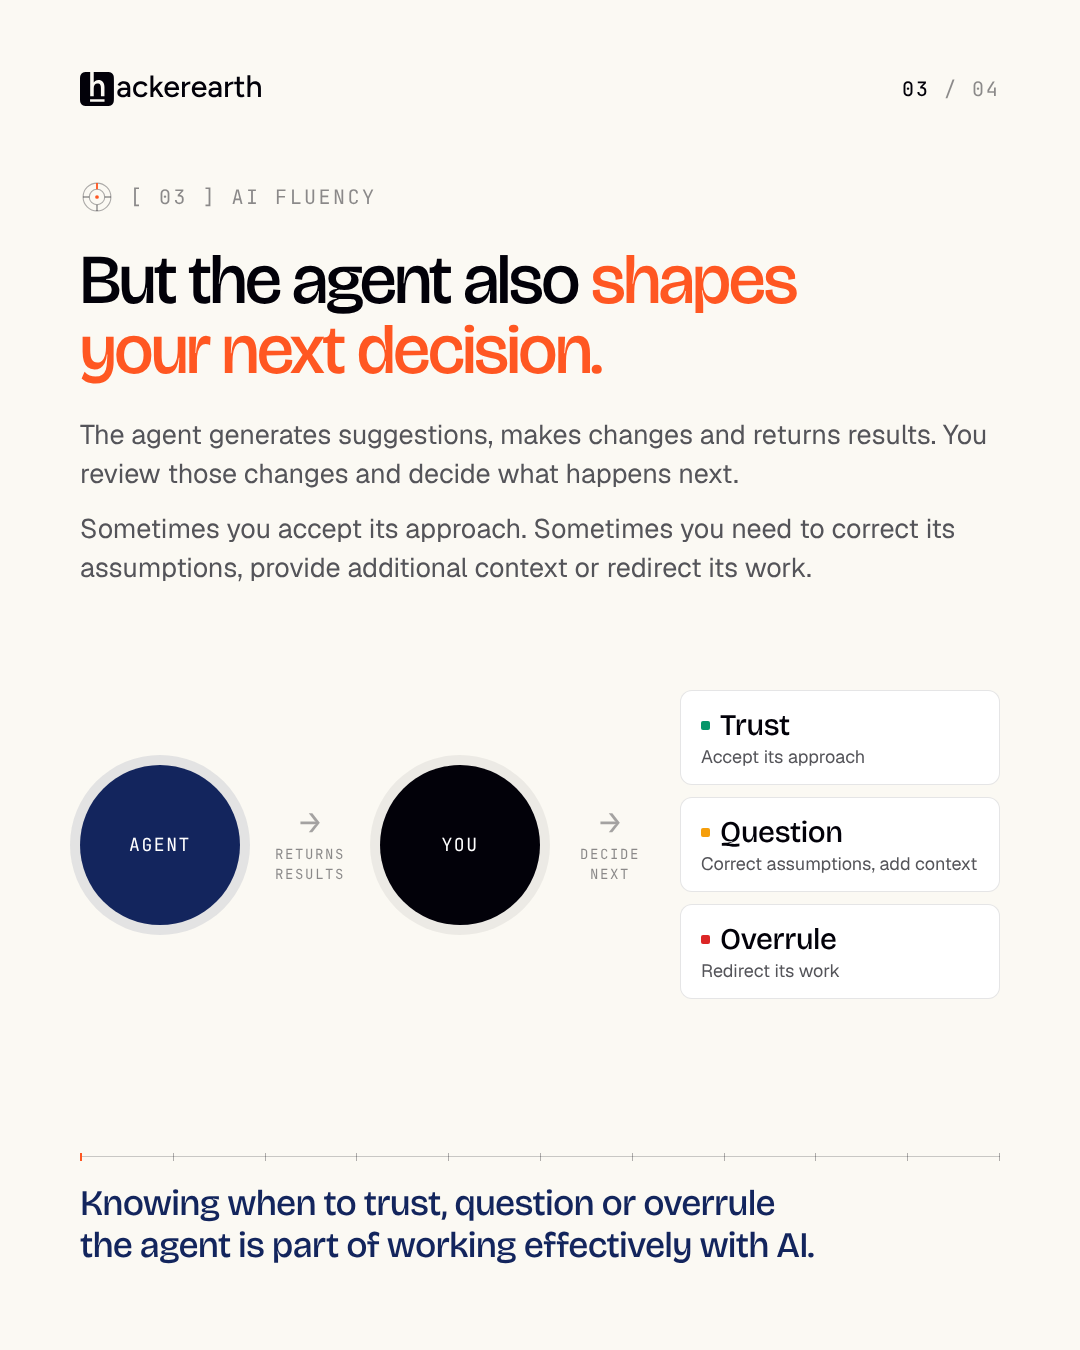 hackerearth
03 / 04
[ 03 ] AI FLUENCY
But the agent also shapes
your next decision.
The agent generates suggestions, makes changes and returns results. You
review those changes and decide what happens next.
Sometimes you accept its approach. Sometimes you need to correct its
assumptions, provide additional context or redirect its work.
AGENT
→
RETURNS
RESULTS
YOU
→
DECIDE
NEXT
Trust
Accept its approach
Question
Correct assumptions, add context
Overrule
Redirect its work
Knowing when to trust, question or overrule
the agent is part of working effectively with AI.